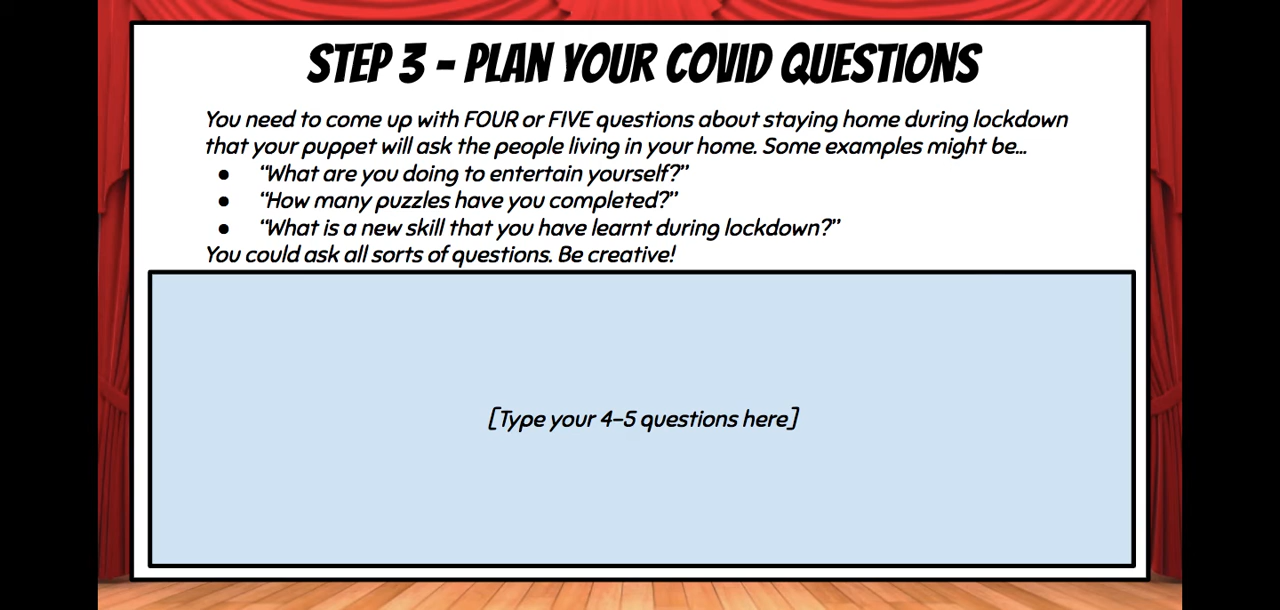 STEP 3 - PLAN YOUR COVID QUESTIONS
You need to come up with FOUR or FIVE questions about staying home during lockdown
that your puppet will ask the people living in your home. Some examples might be...
● "What are you doing to entertain yourself?"
● "How many puzzles have you completed?"
● "What is a new skill that you have learnt during lockdown?"
You could ask all sorts of questions. Be creative!
[Type your 4-5 questions here]